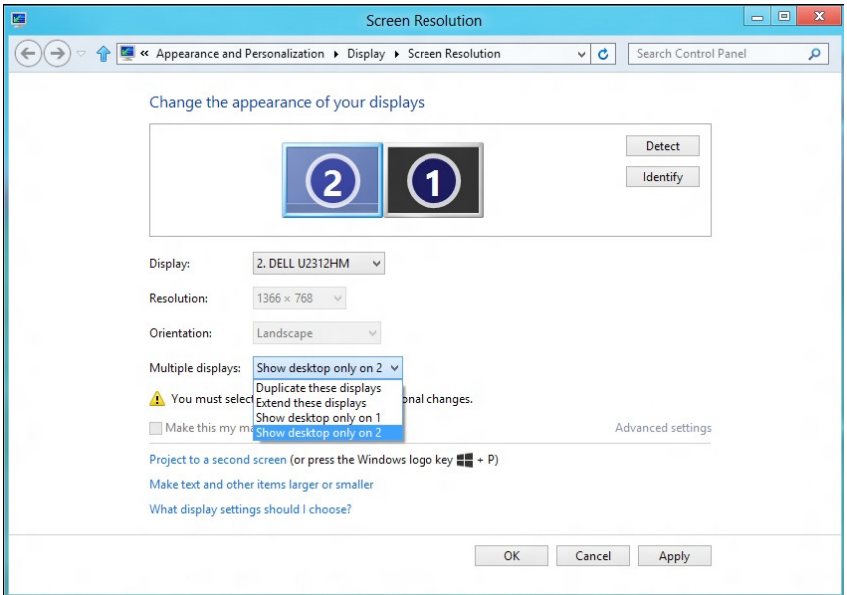 Screen Resolution
x
« Appearance and Personalization Display Screen Resolution
Search Control Panel
Change the appearance of your displays
2 1
Detect
Identify
Display: 2. DELL U2312HM
Resolution: 1366 × 768
Orientation: Landscape
Multiple displays: Show desktop only on 2
Duplicate these displays
Extend these displays
Show desktop only on 1
Show desktop only on 2
You must select onal changes.
Make this my Advanced settings
Project to a second screen (or press the Windows logo key + P)
Make text and other items larger or smaller
What display settings should I choose?
OK Cancel Apply